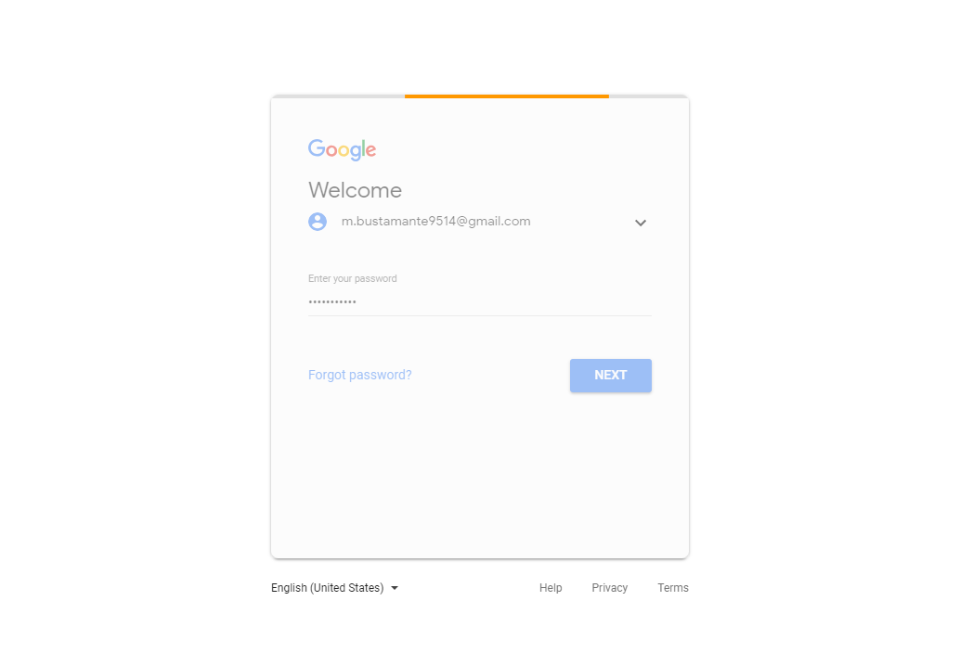 Google
Welcome
m.bustamante9514@gmail.com
Enter your password
•••••••••••
Forgot password? NEXT
English (United States) Help Privacy Terms